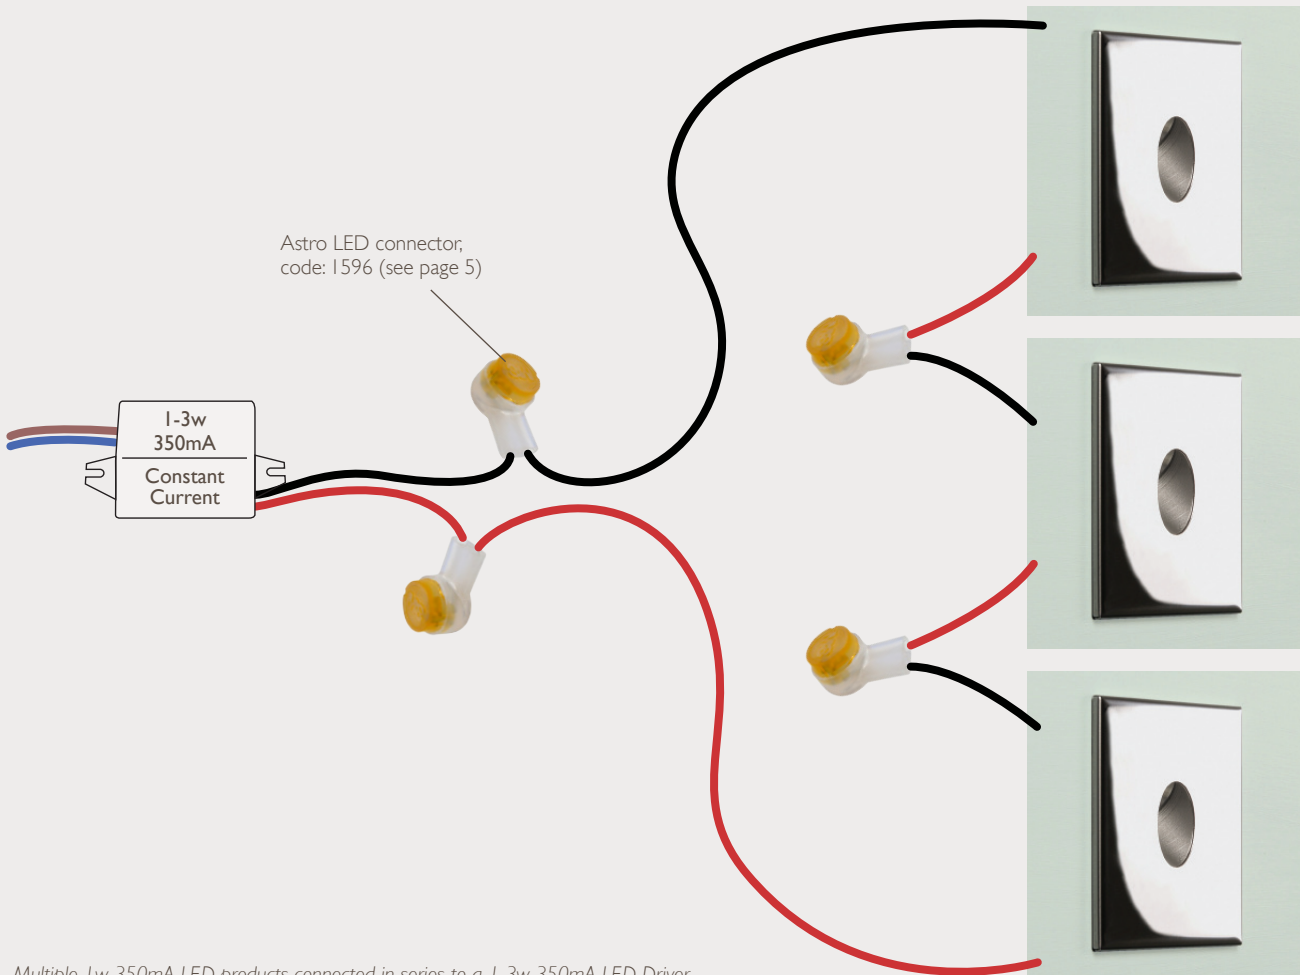 Astro LED connector,
code: 1596 (see page 5)
1-3w
350mA
Constant
Current
Multiple 1w 350mA LED products connected in series to a 1-3w 350mA LED Driver